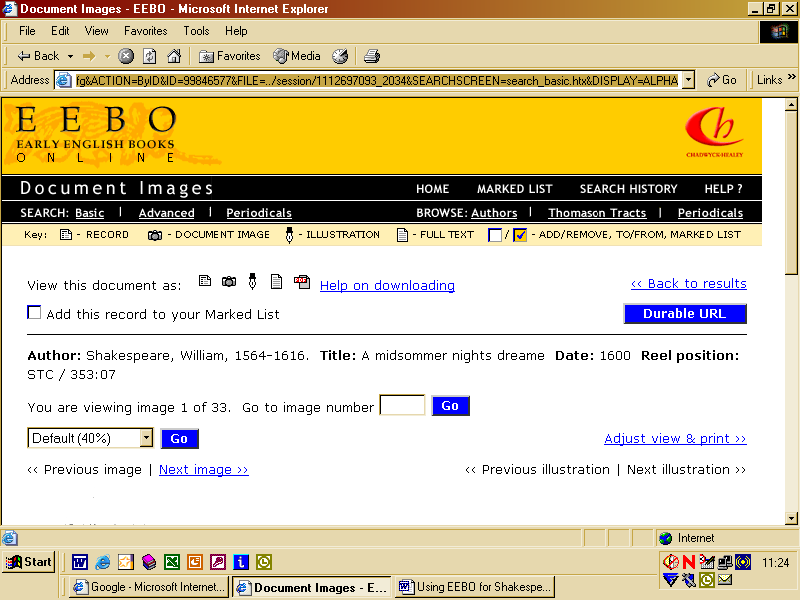 Document Images - EEBO - Microsoft Internet Explorer
File Edit View Favorites Tools Help
Back Favorites Media
Address rg&ACTION=ByID&ID=99846577&FILE=../session/1112697093_2034&SEARCHSCREEN=search_basic.htx&DISPLAY=ALPHA Go Links »
EEBO
EARLY ENGLISH BOOKS
ONLINE
Ch
CHADWYCK-HEALEY
Document Images HOME MARKED LIST SEARCH HISTORY HELP ?
SEARCH: Basic | Advanced | Periodicals BROWSE: Authors | Thomason Tracts | Periodicals
Key: - RECORD - DOCUMENT IMAGE - ILLUSTRATION - FULL TEXT / - ADD/REMOVE, TO/FROM, MARKED LIST
View this document as: PDF Help on downloading << Back to results
Add this record to your Marked List Durable URL
Author: Shakespeare, William, 1564-1616. Title: A midsommer nights dreame Date: 1600 Reel position:
STC / 353:07
You are viewing image 1 of 33. Go to image number Go
Default (40%) Go Adjust view & print >>
<< Previous image | Next image >> << Previous illustration | Next illustration >>
Internet
Start 11:24
Google - Microsoft Internet... Document Images - E... Using EEBO for Shakespe...